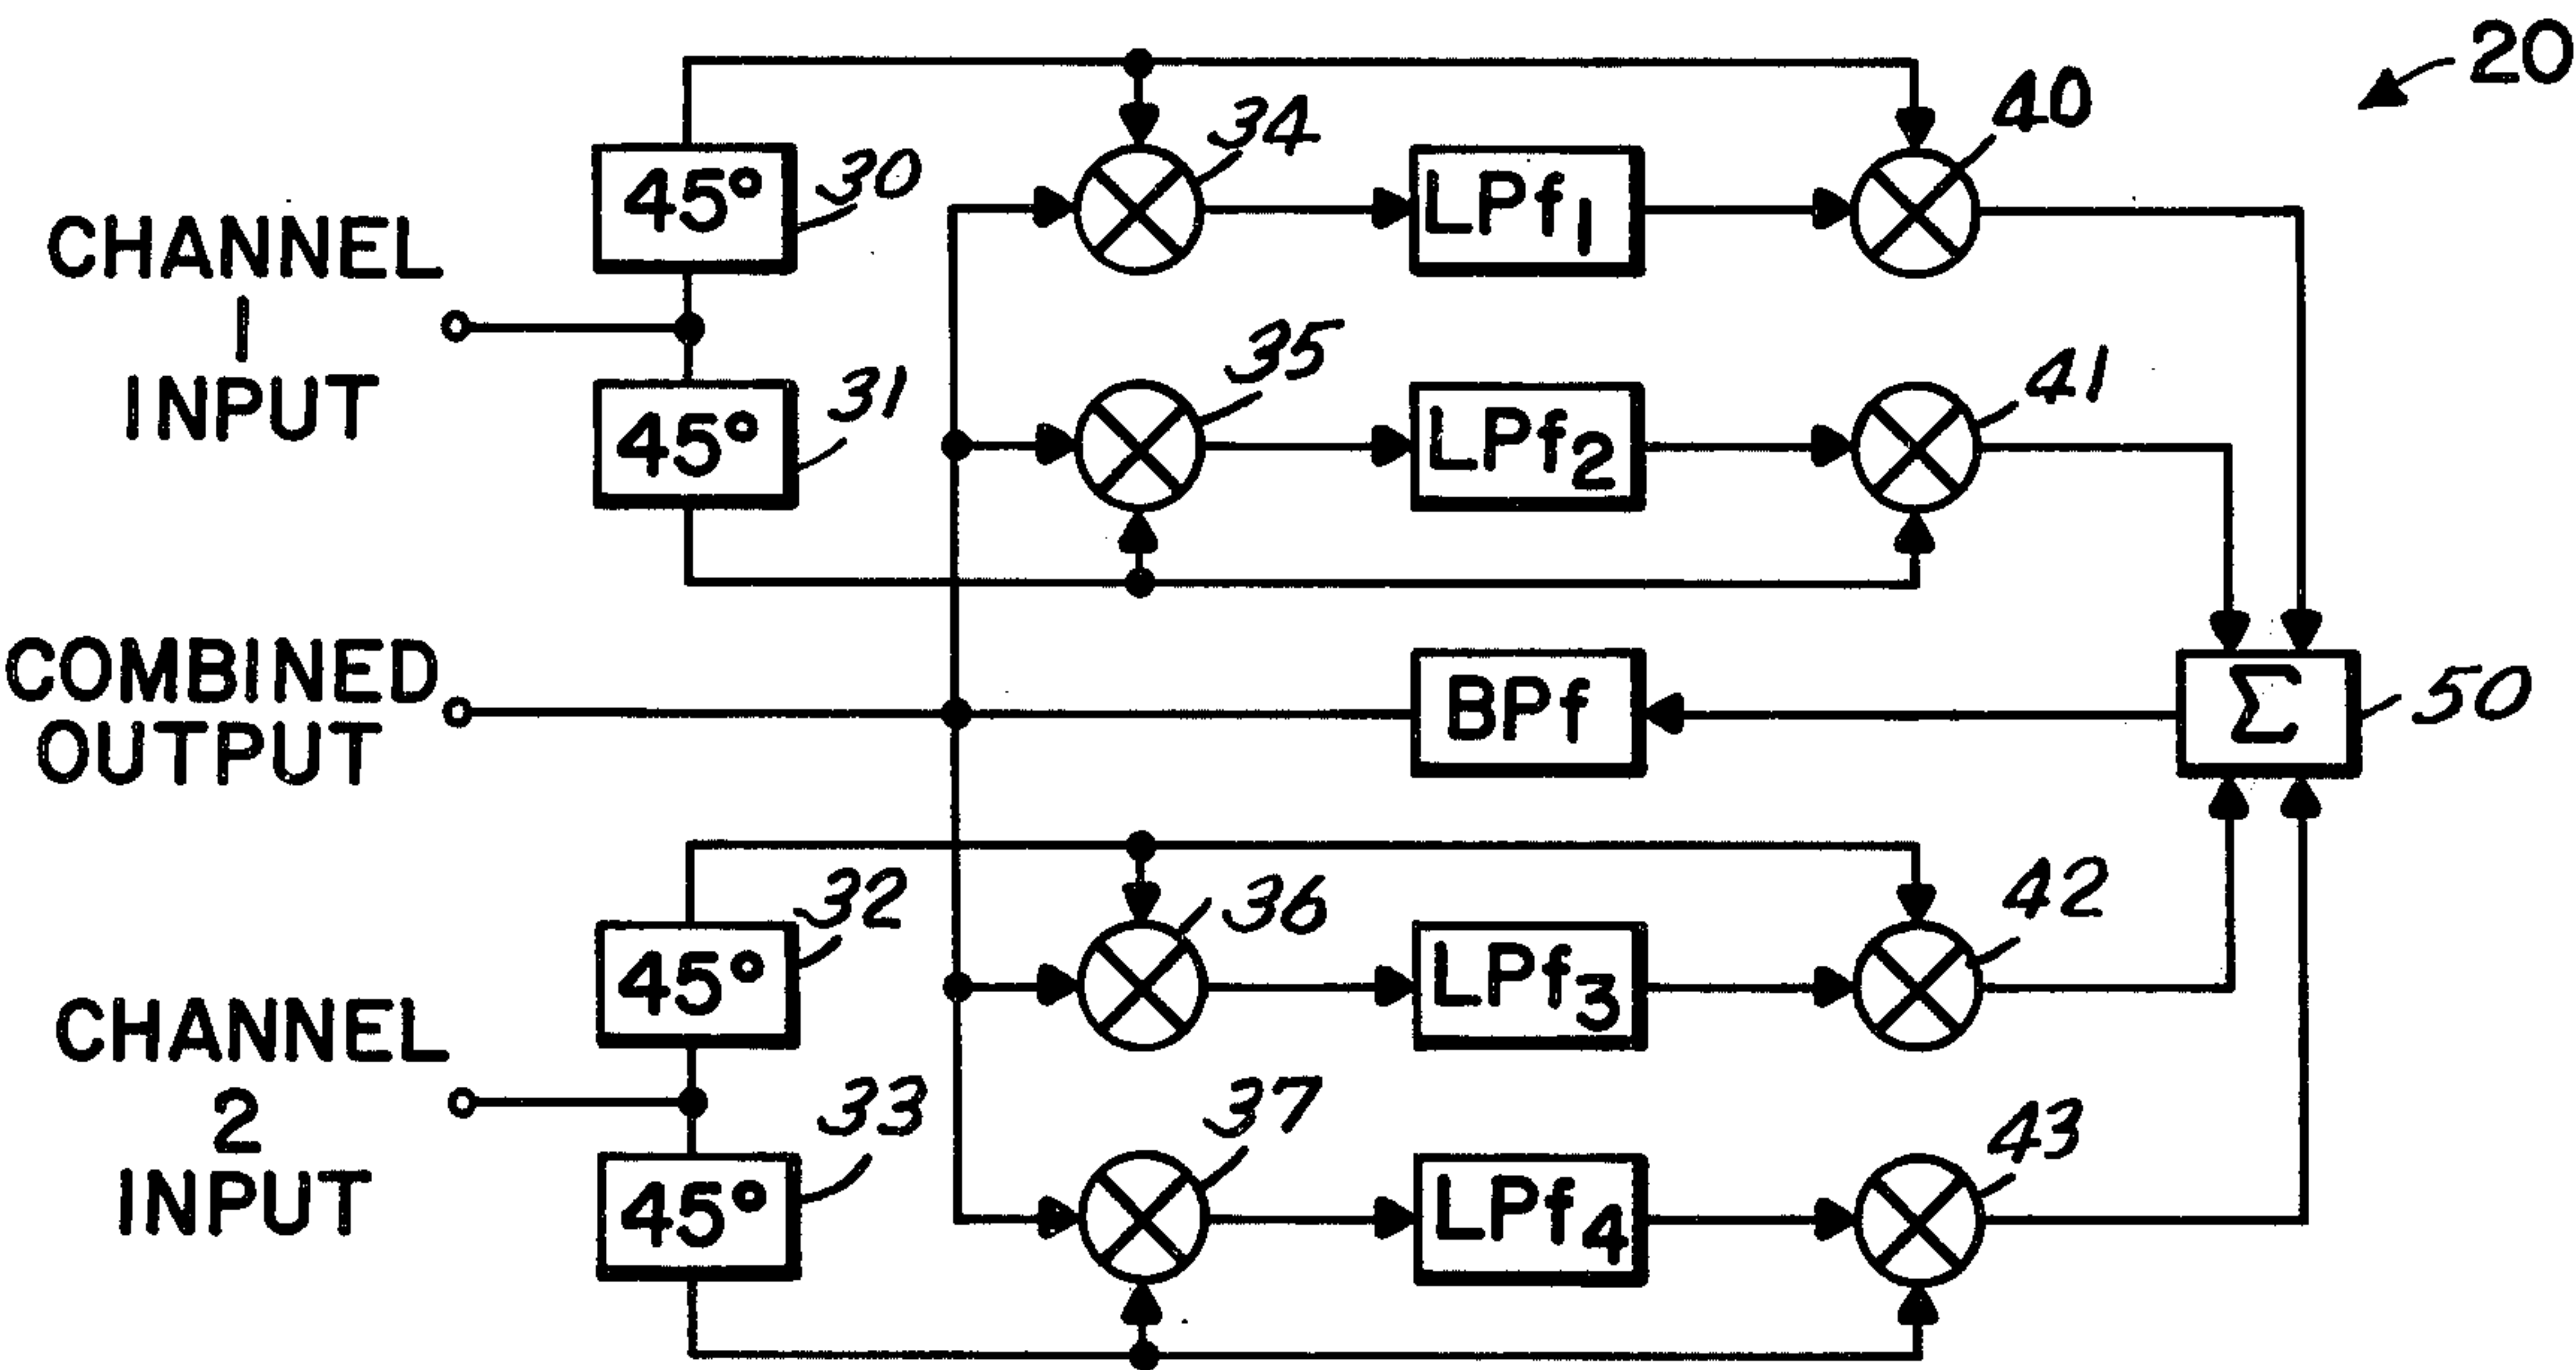 20
34
40
45° 30
LPf1
CHANNEL
1
INPUT
35
41
45° 31
LPf2
COMBINED
OUTPUT
BPf
Σ 50
32
36
42
45°
LPf3
CHANNEL
2
INPUT
33
37
43
45°
LPf4